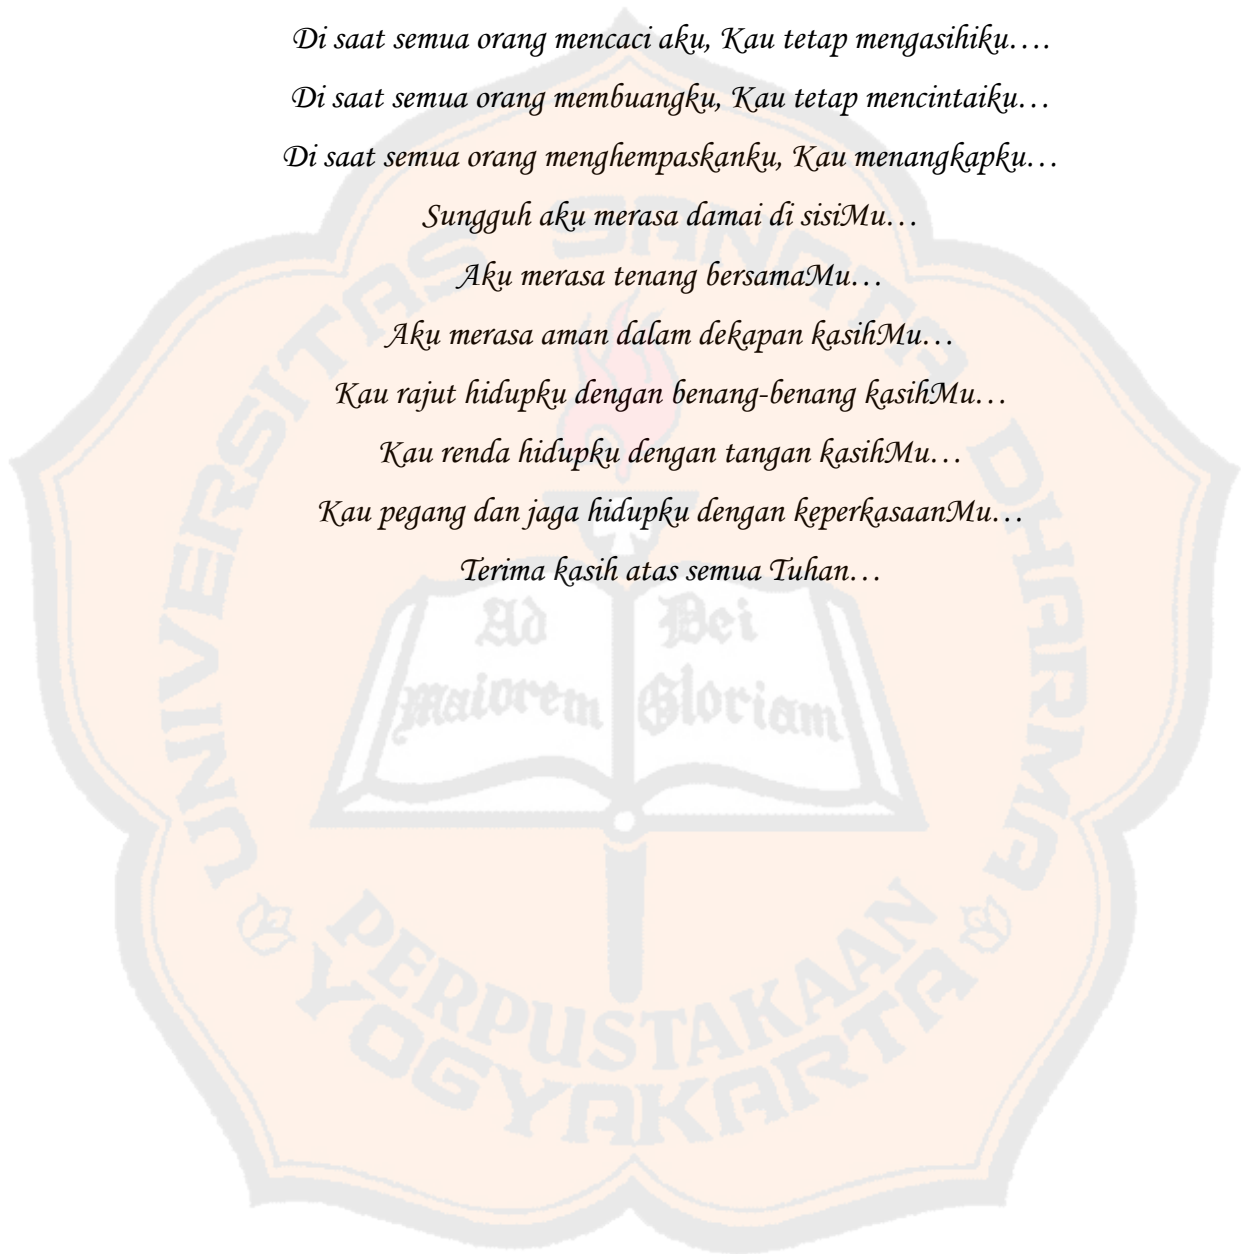 Di saat semua orang mencaci aku, Kau tetap mengasihiku….
Di saat semua orang membuangku, Kau tetap mencintaiku…
Di saat semua orang menghempaskanku, Kau menangkapku…
Sungguh aku merasa damai di sisiMu…
Aku merasa tenang bersamaMu…
Aku merasa aman dalam dekapan kasihMu…
Kau rajut hidupku dengan benang-benang kasihMu…
Kau renda hidupku dengan tangan kasihMu…
Kau pegang dan jaga hidupku dengan keperkasaanMu…
Terima kasih atas semua Tuhan…
UNIVERSITAS SANATA DHARMA
Ad Dei
maiorem Gloriam
PERPUSTAKAAN
YOGYAKARTA